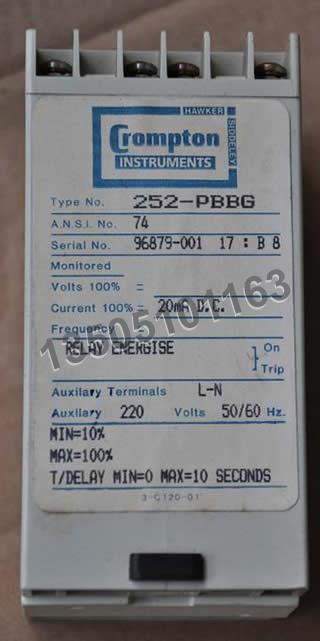 HAWKER
SIDDELEY
Crompton
INSTRUMENTS
Type No. 252-PBBG
A.N.S.I. No. 74
Serial No. 96879-001 17 : B 8
Monitored
Volts 100% =
Current 100% = 20mA D.C.
Frequency
13505101163
RELAY ENERGISE } On
Trip
Auxilary Terminals L-N
Auxilary 220 Volts 50/60 Hz.
MIN=10%
MAX=100%
T/DELAY MIN=0 MAX=10 SECONDS
3-C120-01